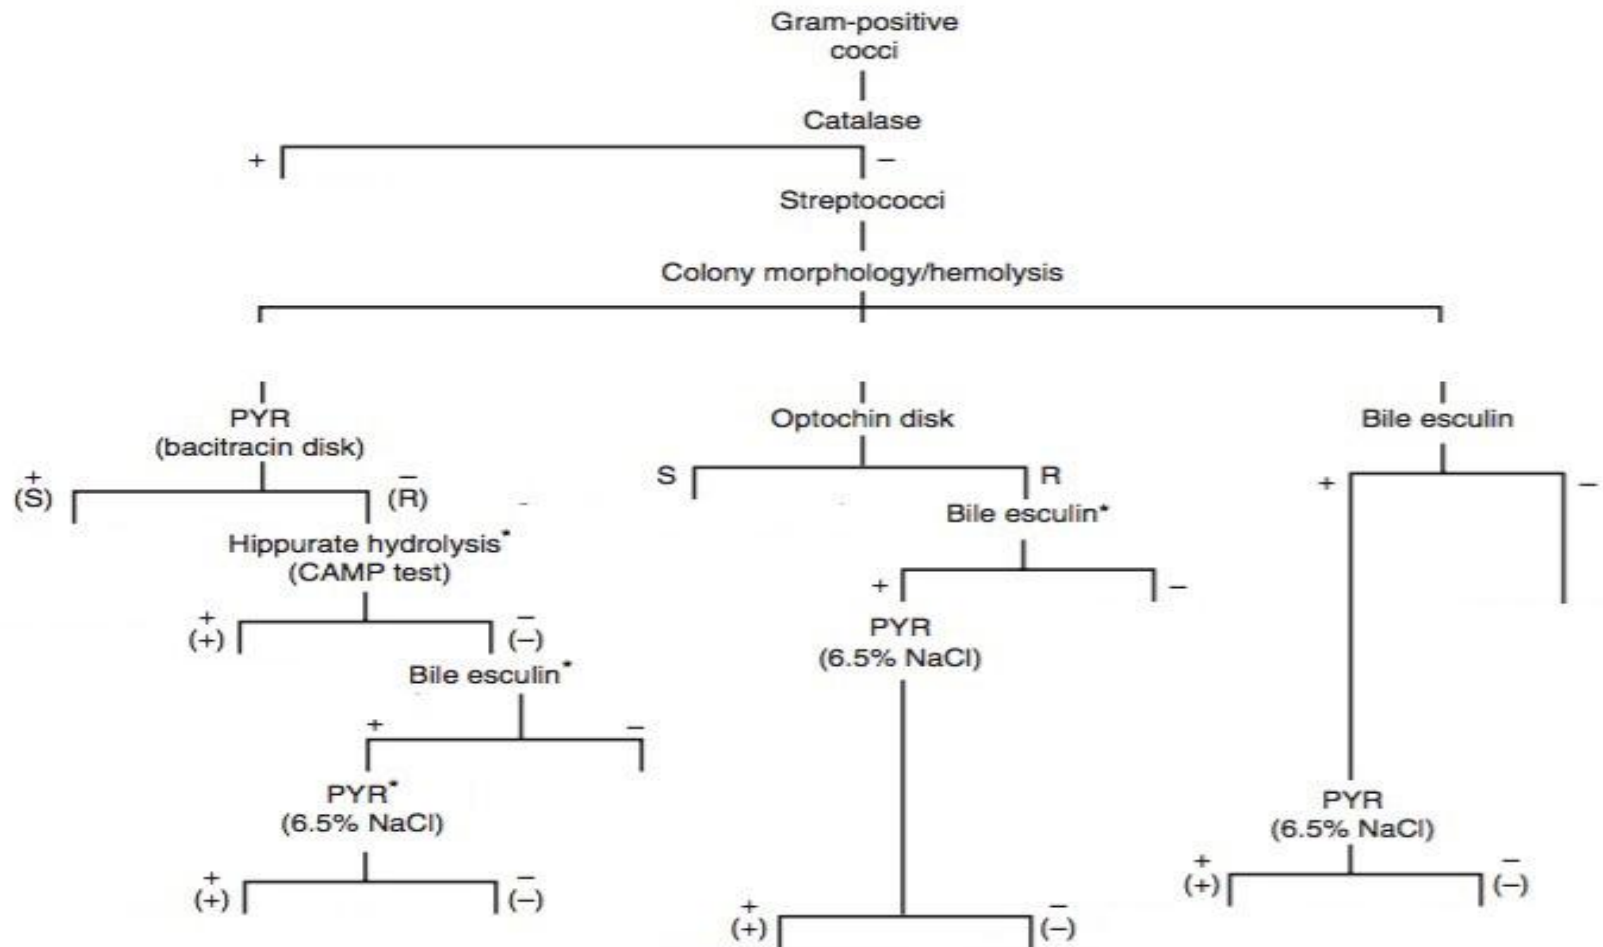 Gram-positive
cocci
Catalase
+ –
Streptococci
Colony morphology/hemolysis
PYR
(bacitracin disk)
+ –
(S) (R)
Hippurate hydrolysis*
(CAMP test)
+ –
(+) (–)
Bile esculin*
+ –
PYR*
(6.5% NaCl)
+ –
(+) (–)
Optochin disk
S R
Bile esculin*
+ –
PYR
(6.5% NaCl)
+ –
(+) (–)
Bile esculin
+ –
PYR
(6.5% NaCl)
+ –
(+) (–)